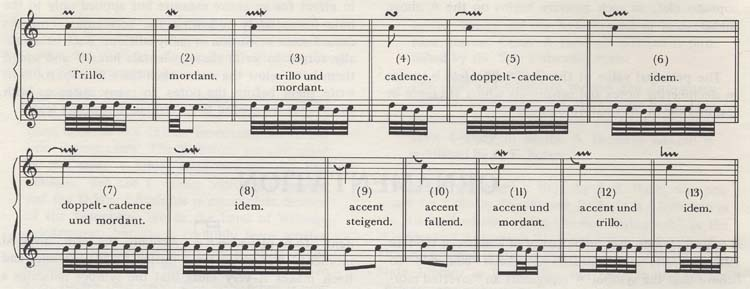 (1) (2) (3) (4) (5) (6)
Trillo. mordant. trillo und cadence. doppelt-cadence. idem.
mordant.
(7) (8) (9) (10) (11) (12) (13)
doppelt-cadence idem. accent accent accent und accent und idem.
und mordant. steigend. fallend. mordant. trillo.